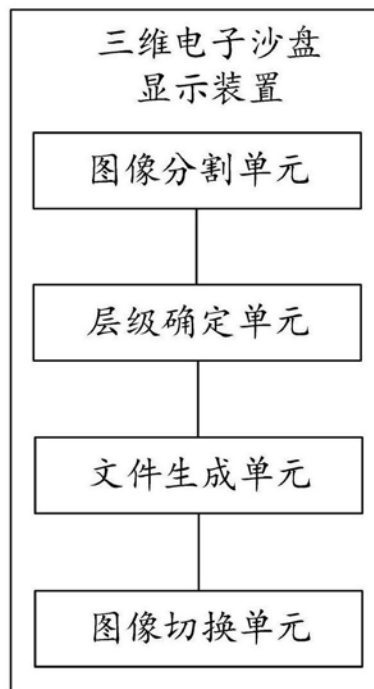 三维电子沙盘
显示装置
图像分割单元
层级确定单元
文件生成单元
图像切换单元